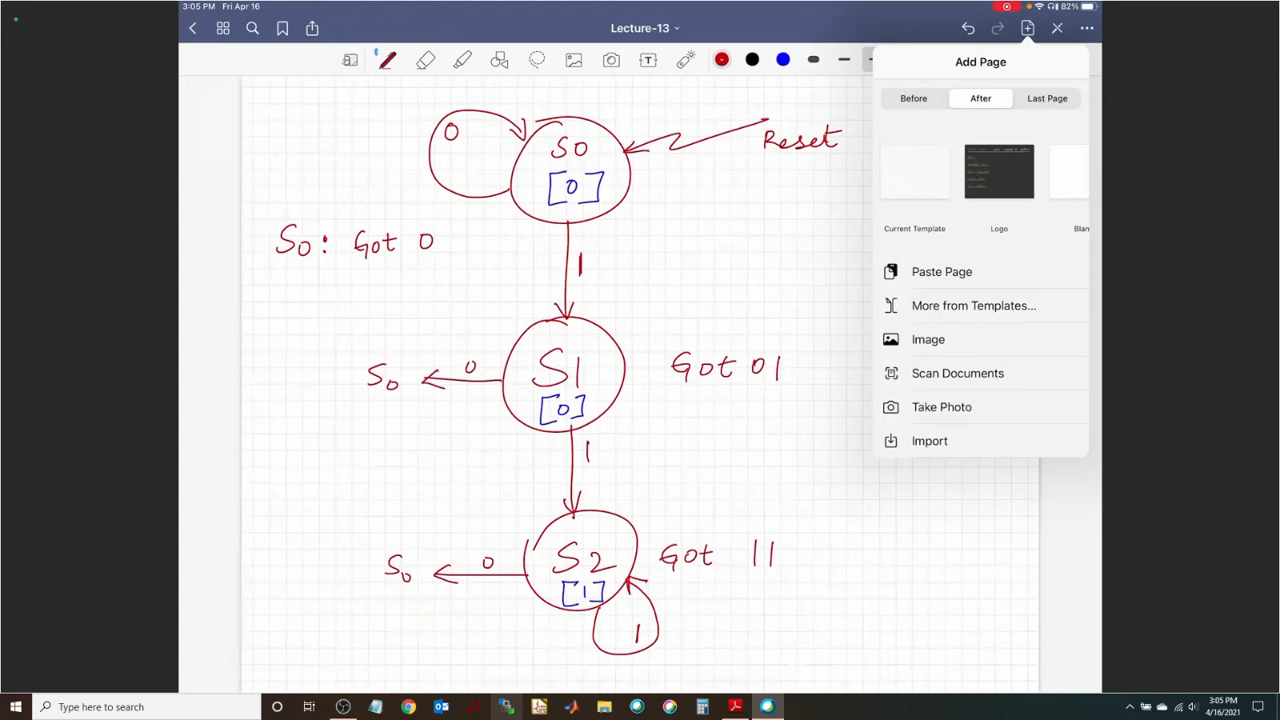 3:05 PM Fri Apr 16
82%
Lecture-13
Add Page
Before After Last Page
Current Template Logo Blan
Paste Page
More from Templates...
Image
Scan Documents
Take Photo
Import
0
S0
[0]
Reset
S0: Got 0
1
S0 0 S1 Got 01
[0]
1
S0 0 S2 Got 11
[1]
1
Type here to search
3:05 PM
4/16/2021